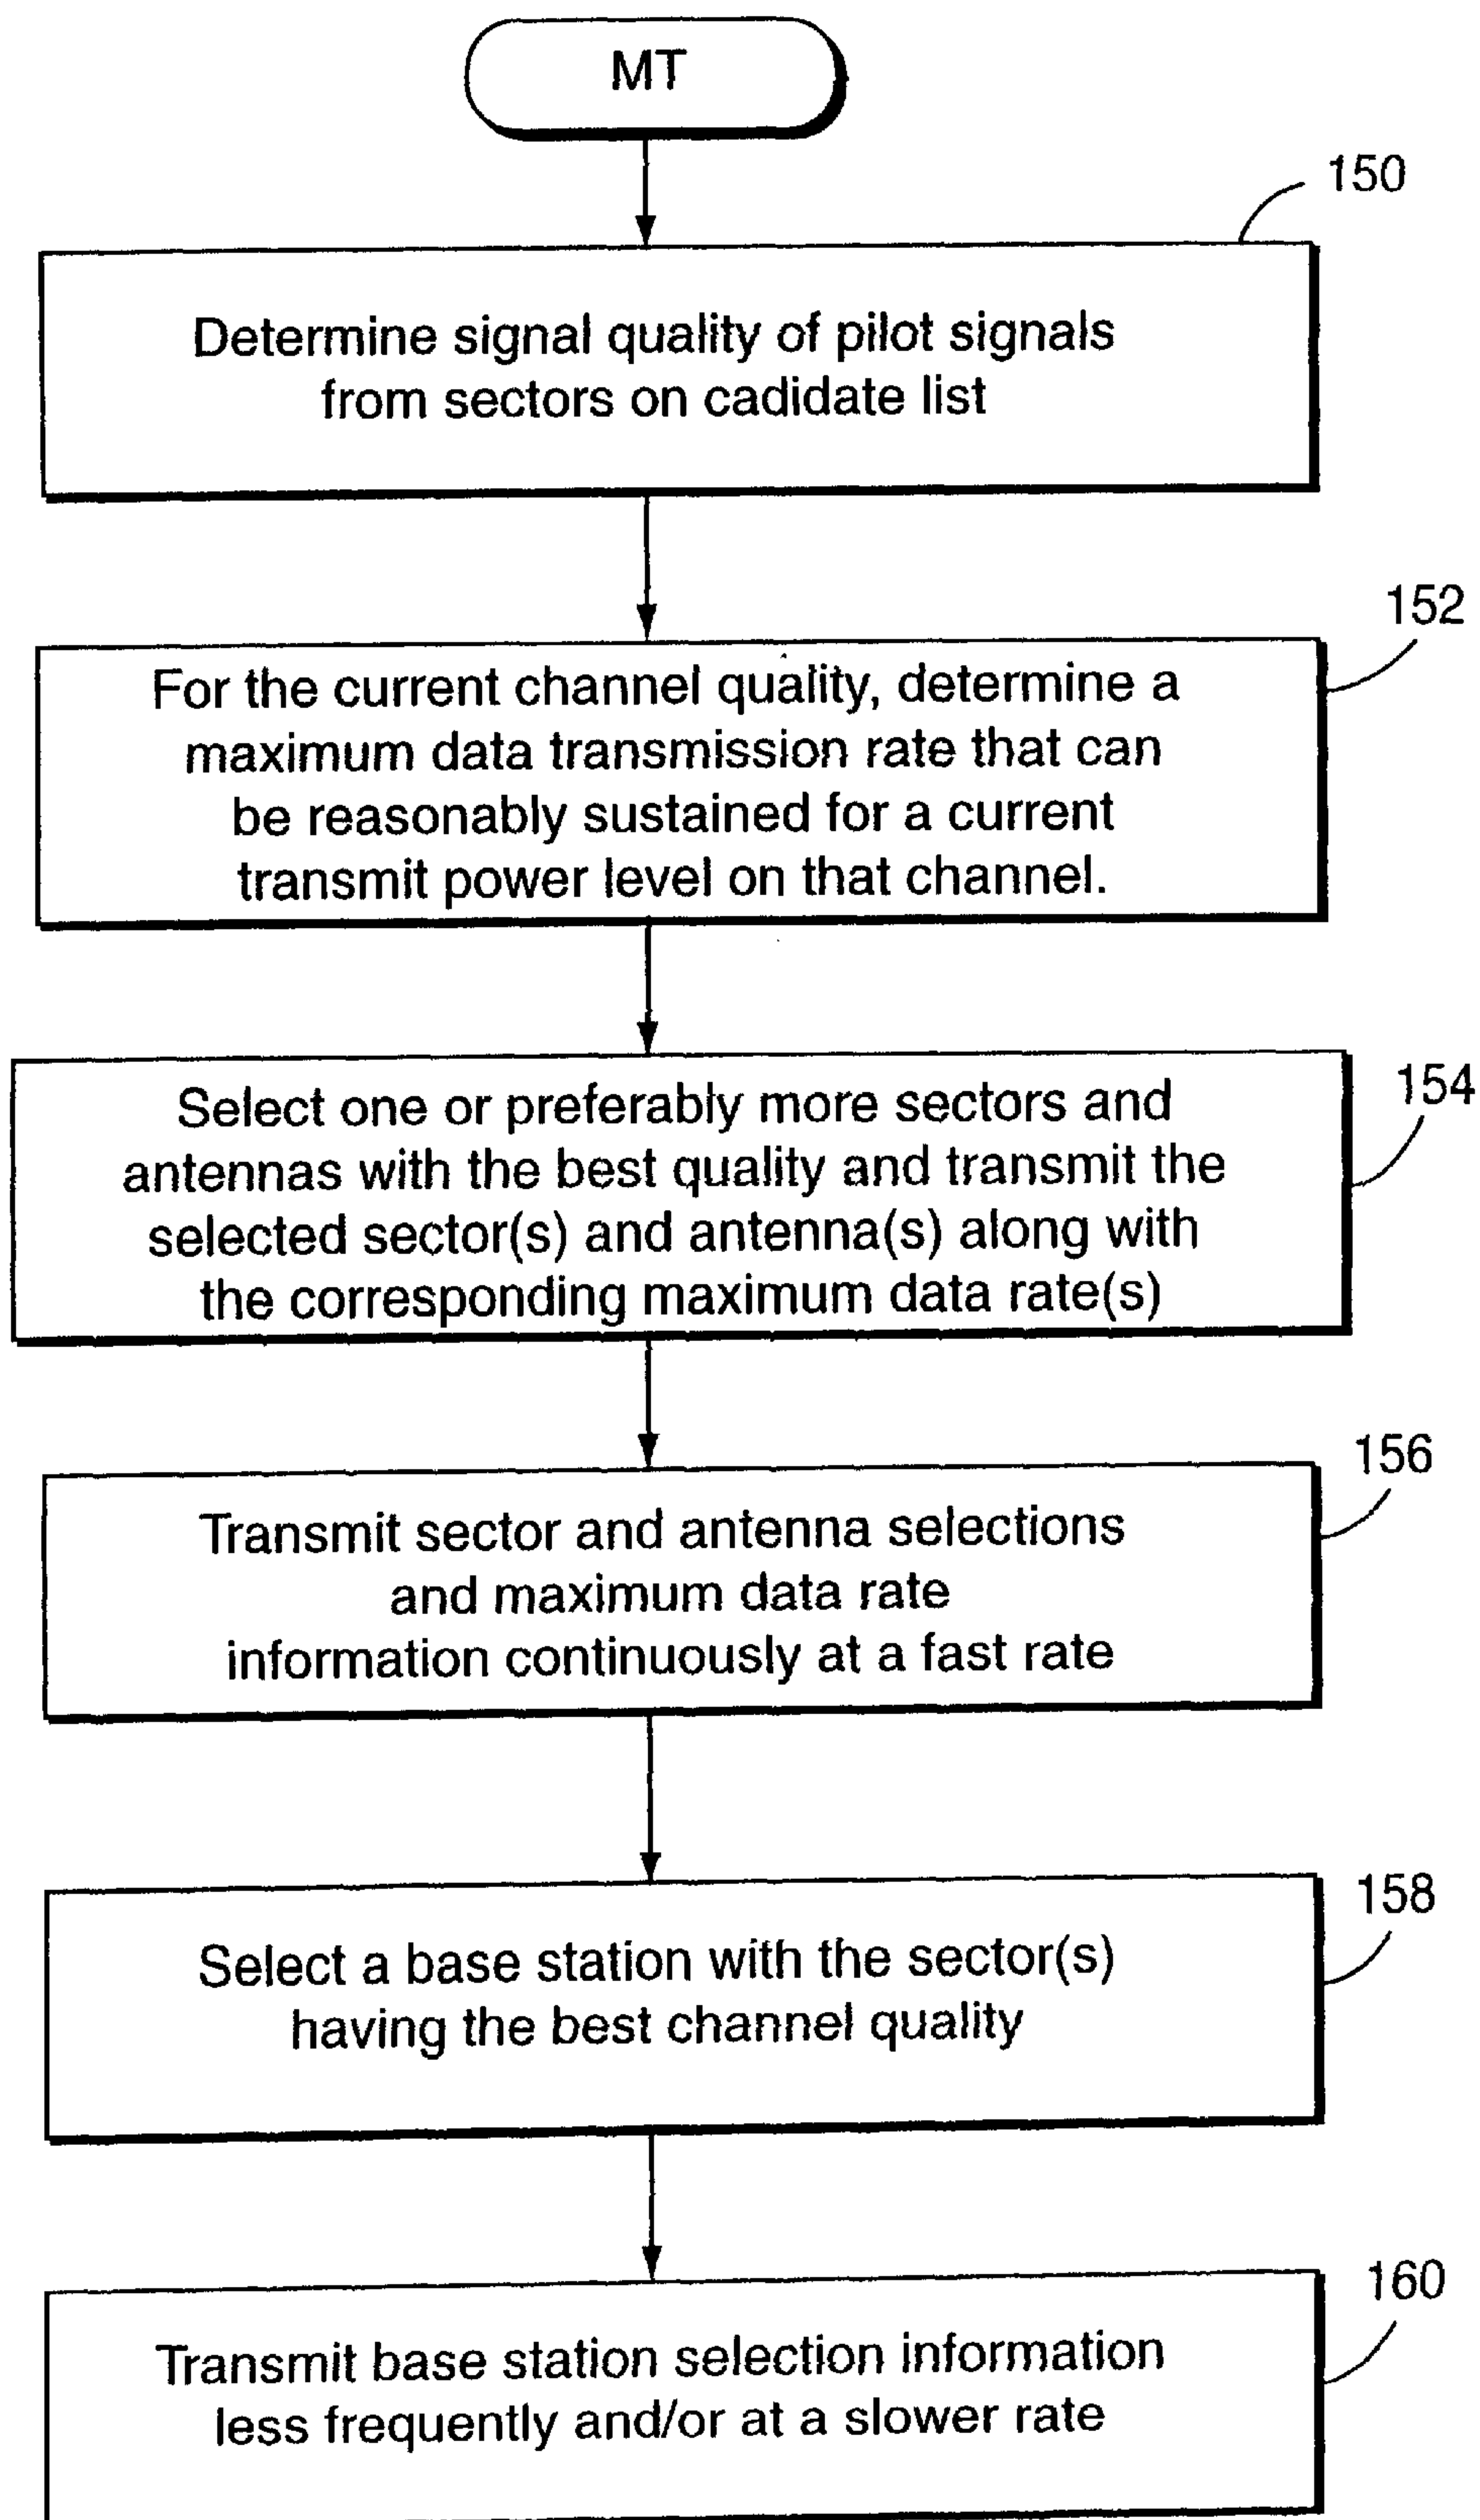 MT
150
Determine signal quality of pilot signals
from sectors on cadidate list
152
For the current channel quality, determine a
maximum data transmission rate that can
be reasonably sustained for a current
transmit power level on that channel.
154
Select one or preferably more sectors and
antennas with the best quality and transmit the
selected sector(s) and antenna(s) along with
the corresponding maximum data rate(s)
156
Transmit sector and antenna selections
and maximum data rate
information continuously at a fast rate
158
Select a base station with the sector(s)
having the best channel quality
160
Transmit base station selection information
less frequently and/or at a slower rate